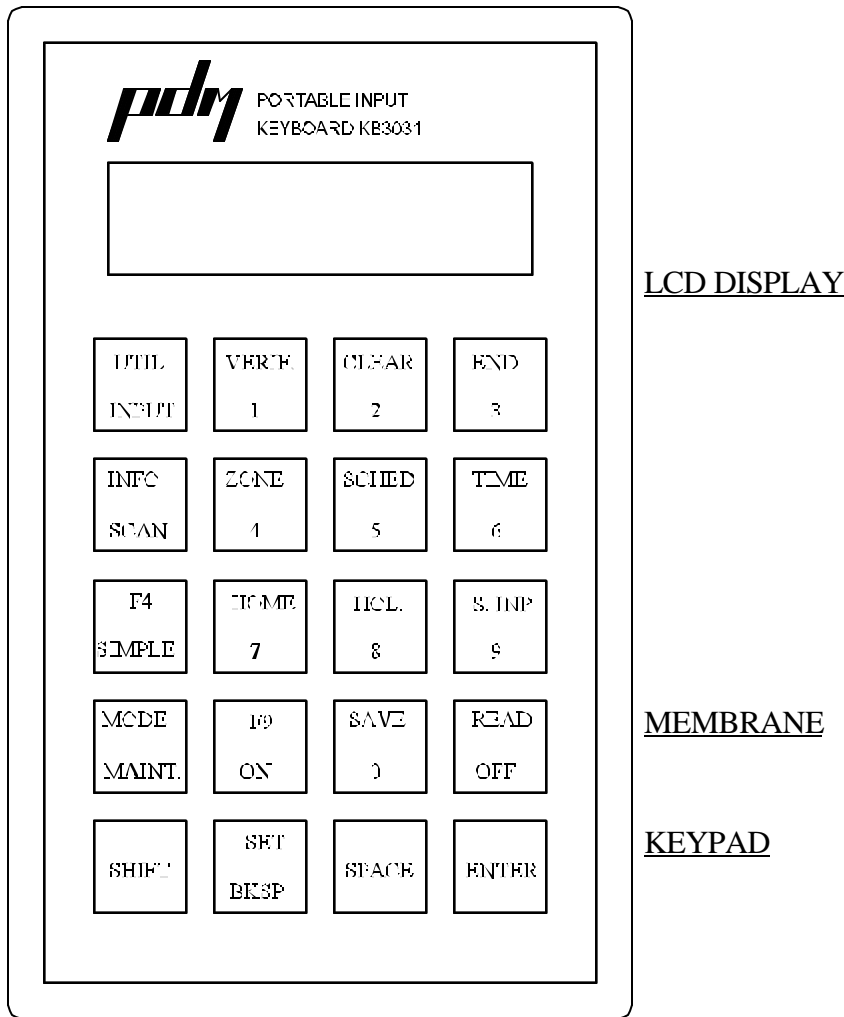 pdm
PORTABLE INPUT
KEYBOARD KB3031
LCD DISPLAY
UTIL VERIF. CLEAR END
INPUT 1 2 3
INFO ZONE SCHED TIME
SCAN 4 5 6
F4 HOME HOL. S. INP
SIMPLE 7 8 9
MODE F9 SAVE READ
MEMBRANE
MAINT. ON 0 OFF
SET
KEYPAD
SHIFT SPACE ENTER
BKSP